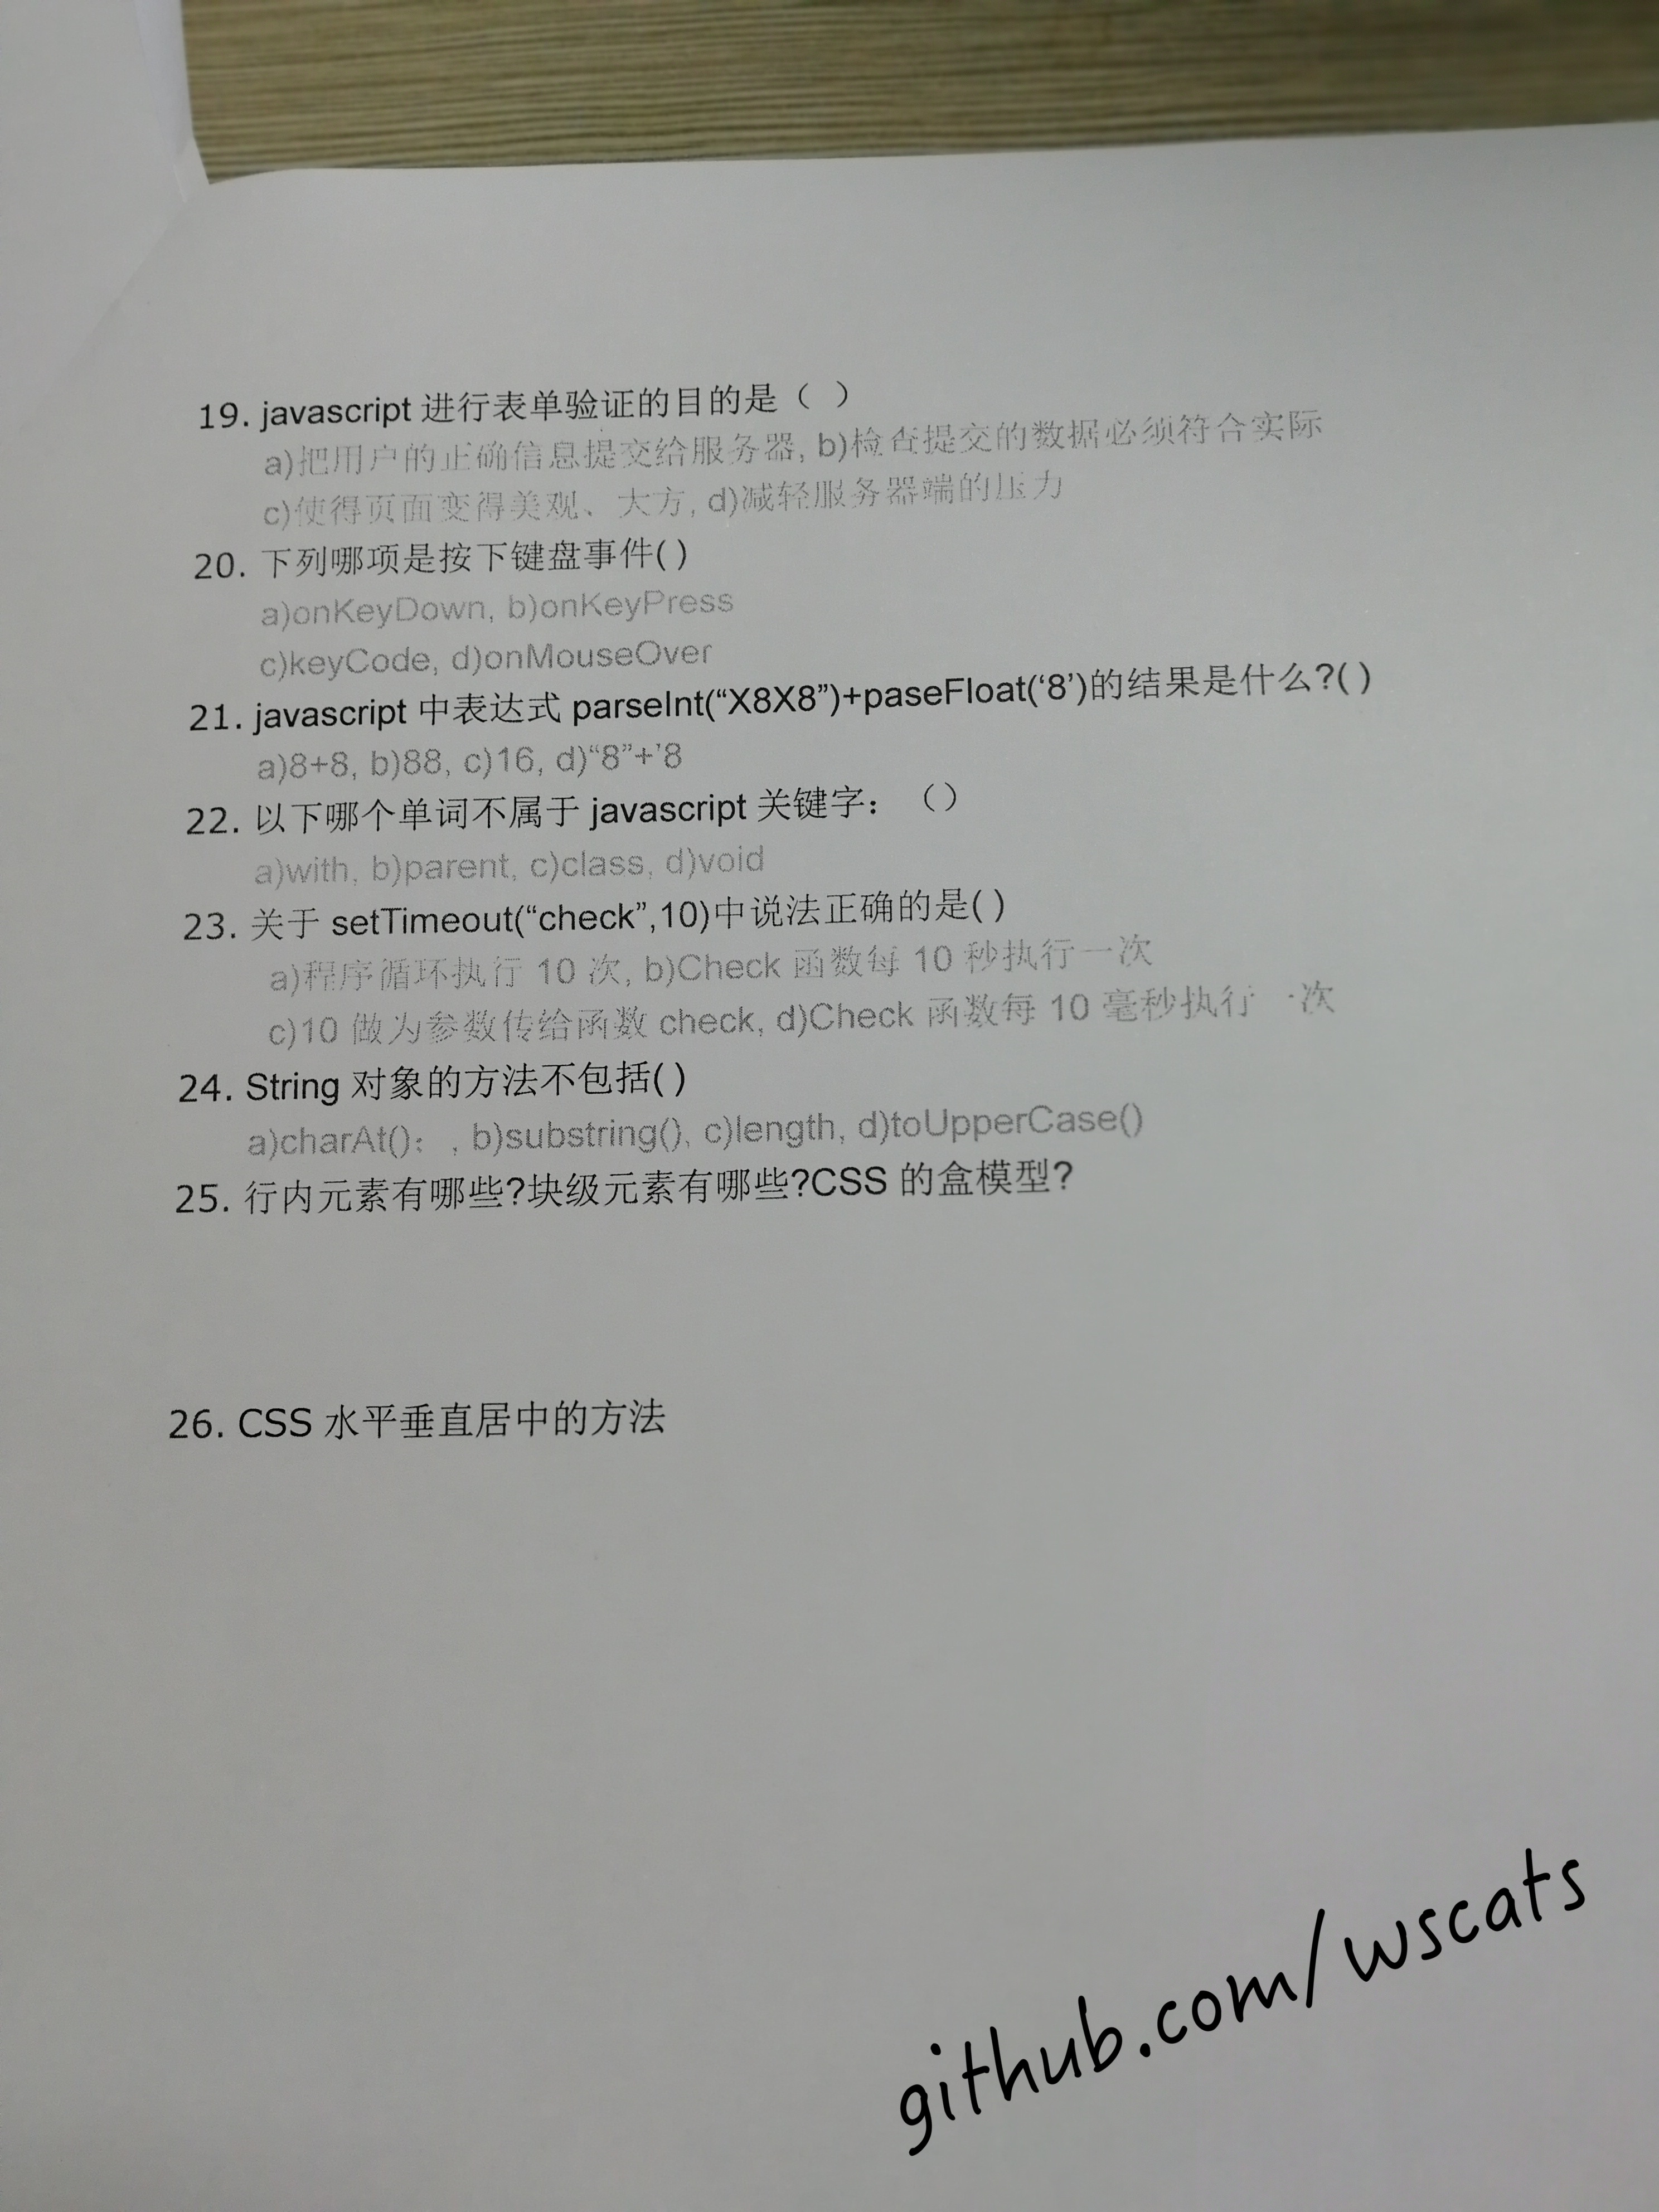 19. javascript 进行表单验证的目的是（ ）
a)把用户的正确信息提交给服务器, b)检查提交的数据必须符合实际
c)使得页面变得美观、大方, d)减轻服务器端的压力
20. 下列哪项是按下键盘事件( )
a)onKeyDown, b)onKeyPress
c)keyCode, d)onMouseOver
21. javascript 中表达式 parseInt(“X8X8”)+paseFloat(‘8’)的结果是什么?( )
a)8+8, b)88, c)16, d)“8”+’8
22. 以下哪个单词不属于 javascript 关键字：（）
a)with, b)parent, c)class, d)void
23. 关于 setTimeout(“check”,10)中说法正确的是( )
a)程序循环执行 10 次, b)Check 函数每 10 秒执行一次
c)10 做为参数传给函数 check, d)Check 函数每 10 毫秒执行一次
24. String 对象的方法不包括( )
a)charAt()：, b)substring(), c)length, d)toUpperCase()
25. 行内元素有哪些?块级元素有哪些?CSS 的盒模型?
26. CSS 水平垂直居中的方法
github.com/wscats